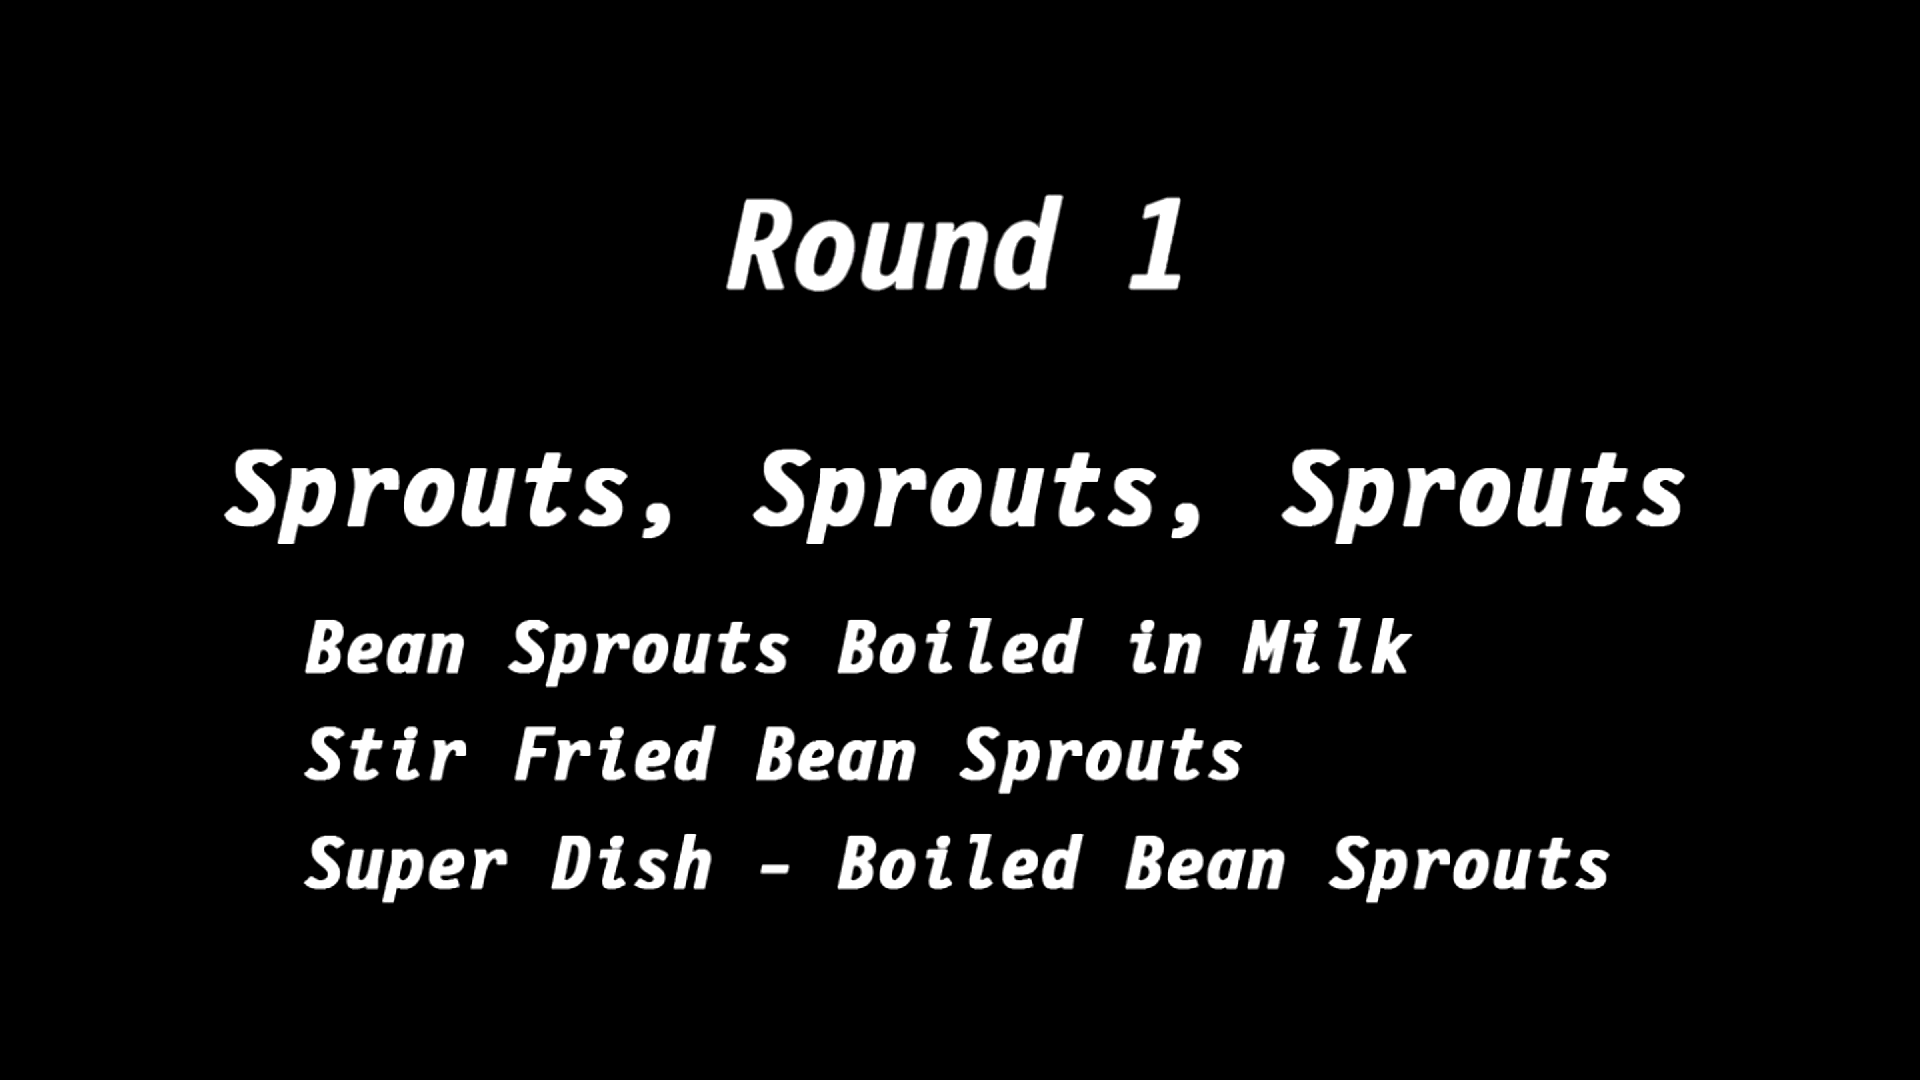 Round 1
Sprouts, Sprouts, Sprouts
Bean Sprouts Boiled in Milk
Stir Fried Bean Sprouts
Super Dish - Boiled Bean Sprouts